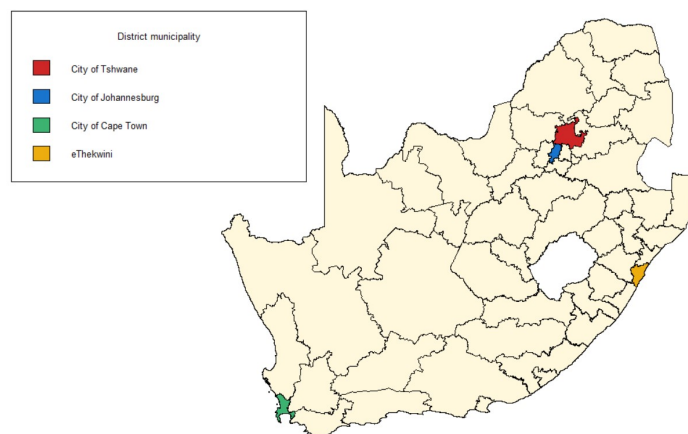 District municipality
City of Tshwane
City of Johannesburg
City of Cape Town
eThekwini